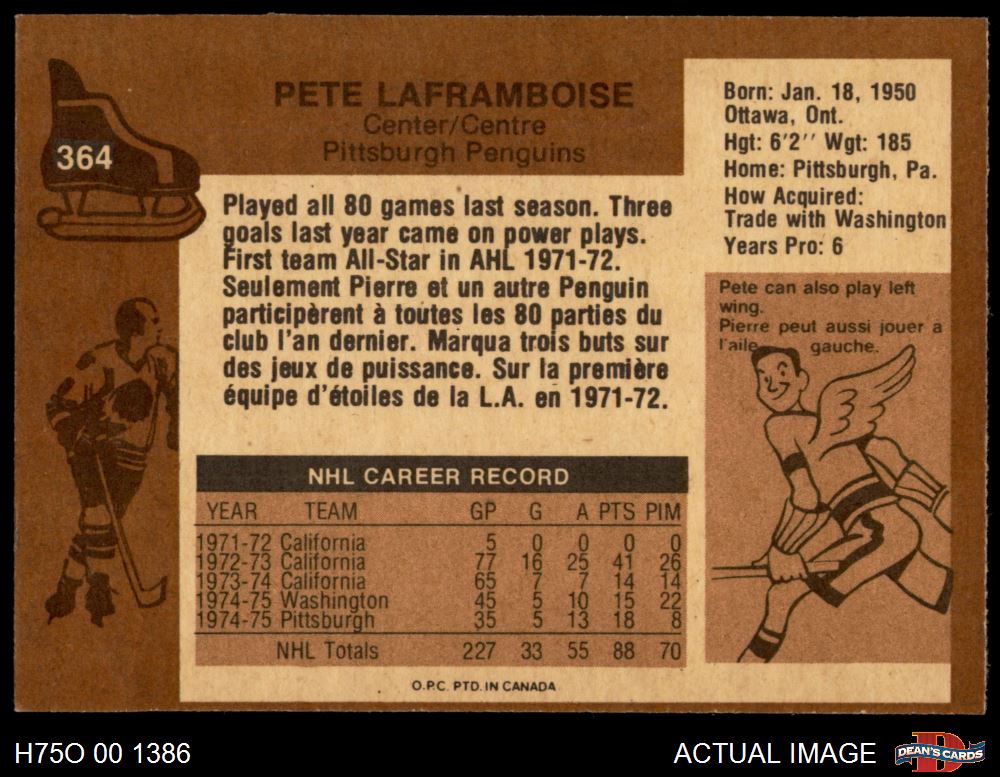 364
PETE LAFRAMBOISE
Center/Centre
Pittsburgh Penguins
Born: Jan. 18, 1950
Ottawa, Ont.
Hgt: 6'2'' Wgt: 185
Home: Pittsburgh, Pa.
How Acquired:
Trade with Washington
Years Pro: 6
Played all 80 games last season. Three
goals last year came on power plays.
First team All-Star in AHL 1971-72.
Seulement Pierre et un autre Penguin
participèrent à toutes les 80 parties du
club l'an dernier. Marqua trois buts sur
des jeux de puissance. Sur la première
équipe d'étoiles de la L.A. en 1971-72.
Pete can also play left
wing.
Pierre peut aussi jouer a
l'aile gauche.
NHL CAREER RECORD
YEAR TEAM GP G A PTS PIM
1971-72 California 5 0 0 0 0
1972-73 California 77 16 25 41 26
1973-74 California 65 7 7 14 14
1974-75 Washington 45 5 10 15 22
1974-75 Pittsburgh 35 5 13 18 8
NHL Totals 227 33 55 88 70
O.P.C. PTD. IN CANADA
H75O 00 1386
ACTUAL IMAGE
D
DEAN'S CARDS